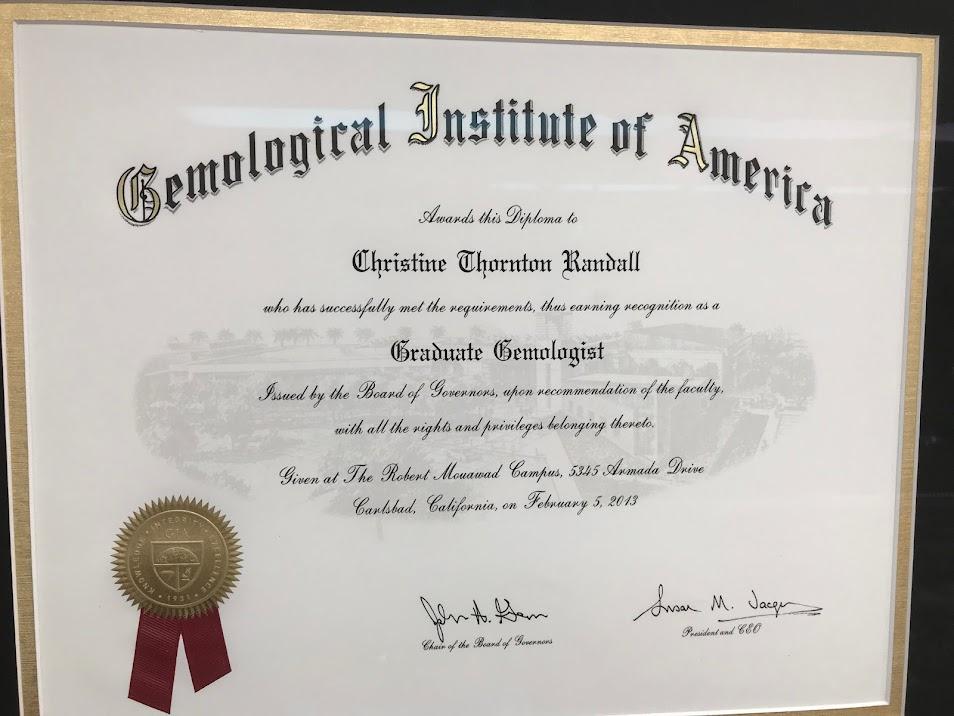 Gemological Institute of America
Awards this Diploma to
Christine Thornton Randall
who has successfully met the requirements, thus earning recognition as a
Graduate Gemologist
Issued by the Board of Governors, upon recommendation of the faculty,
with all the rights and privileges belonging thereto.
Given at The Robert Mouawad Campus, 5345 Armada Drive
Carlsbad, California, on February 5, 2013
KNOWLEDGE • INTEGRITY • EXCELLENCE
GIA
• 1931 •
John A.
Susan M. Jacques
Chair of the Board of Governors
President and CEO